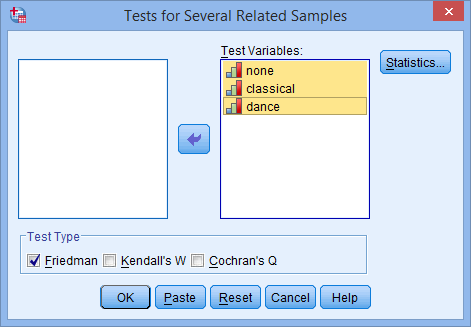 Tests for Several Related Samples
Test Variables:
none
classical
dance
Statistics...
Test Type
Friedman Kendall's W Cochran's Q
OK Paste Reset Cancel Help